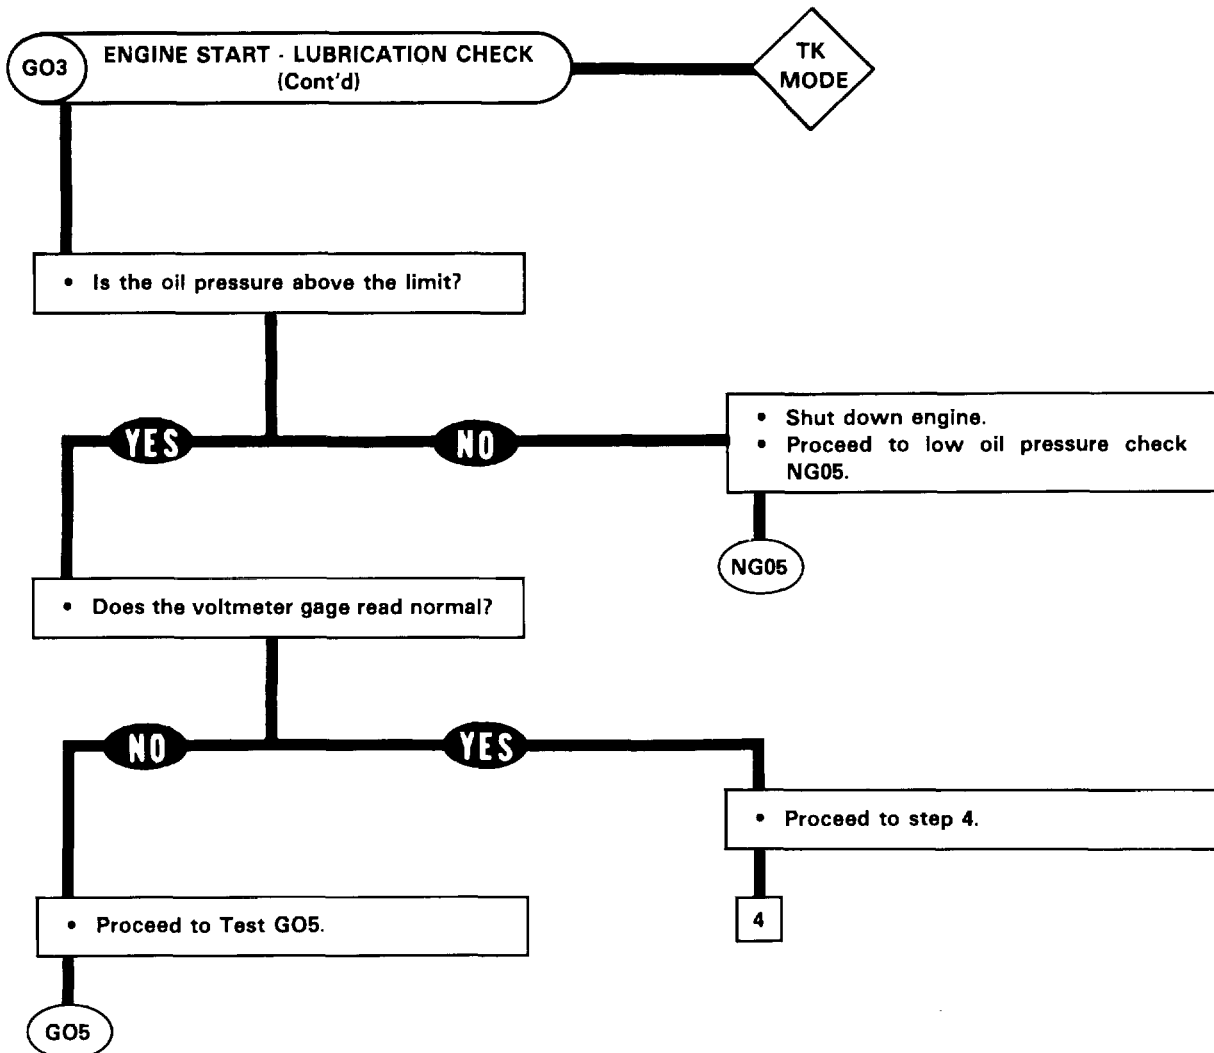 GO3
ENGINE START - LUBRICATION CHECK
(Cont'd)
TK
MODE
• Is the oil pressure above the limit?
YES
NO
• Shut down engine.
• Proceed to low oil pressure check
NG05.
NG05
• Does the voltmeter gage read normal?
NO
YES
• Proceed to step 4.
4
• Proceed to Test GO5.
GO5